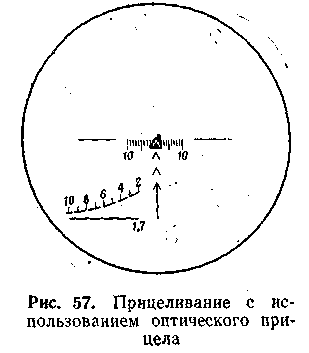 10 10
10 8 6 4 2
1,7
Рис. 57. Прицеливание с ис-
пользованием оптического при-
цела